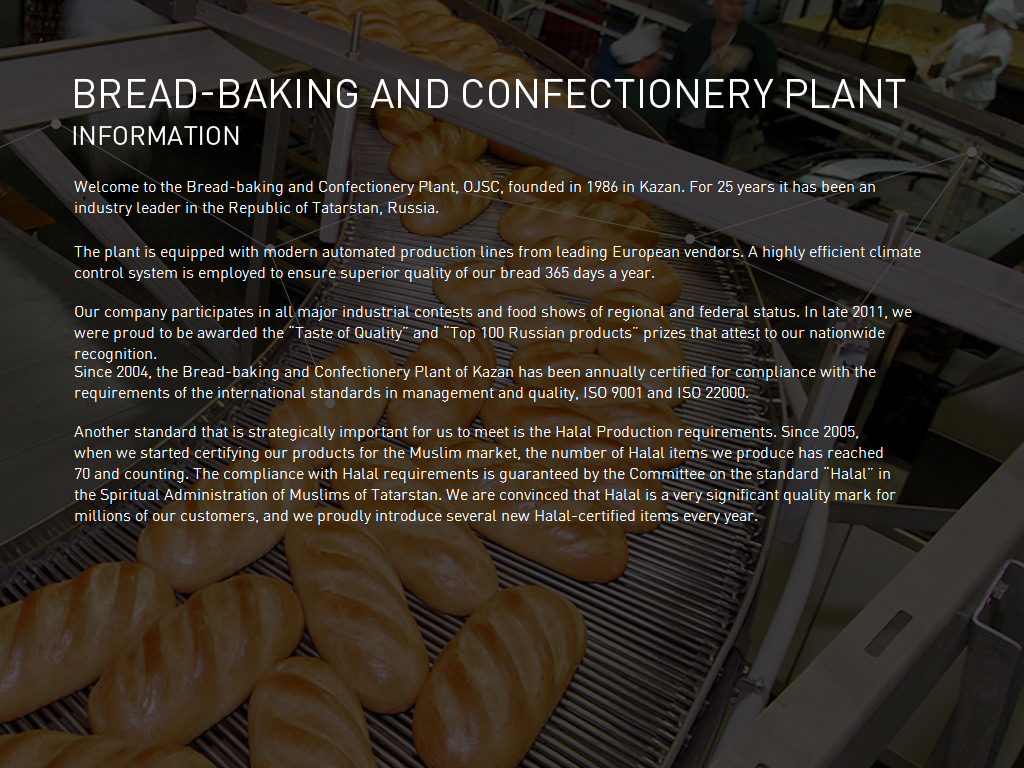 BREAD-BAKING AND CONFECTIONERY PLANT
INFORMATION
Welcome to the Bread-baking and Confectionery Plant, OJSC, founded in 1986 in Kazan. For 25 years it has been an
industry leader in the Republic of Tatarstan, Russia.
The plant is equipped with modern automated production lines from leading European vendors. A highly efficient climate
control system is employed to ensure superior quality of our bread 365 days a year.
Our company participates in all major industrial contests and food shows of regional and federal status. In late 2011, we
were proud to be awarded the “Taste of Quality” and “Top 100 Russian products” prizes that attest to our nationwide
recognition.
Since 2004, the Bread-baking and Confectionery Plant of Kazan has been annually certified for compliance with the
requirements of the international standards in management and quality, ISO 9001 and ISO 22000.
Another standard that is strategically important for us to meet is the Halal Production requirements. Since 2005,
when we started certifying our products for the Muslim market, the number of Halal items we produce has reached
70 and counting. The compliance with Halal requirements is guaranteed by the Committee on the standard “Halal” in
the Spiritual Administration of Muslims of Tatarstan. We are convinced that Halal is a very significant quality mark for
millions of our customers, and we proudly introduce several new Halal-certified items every year.